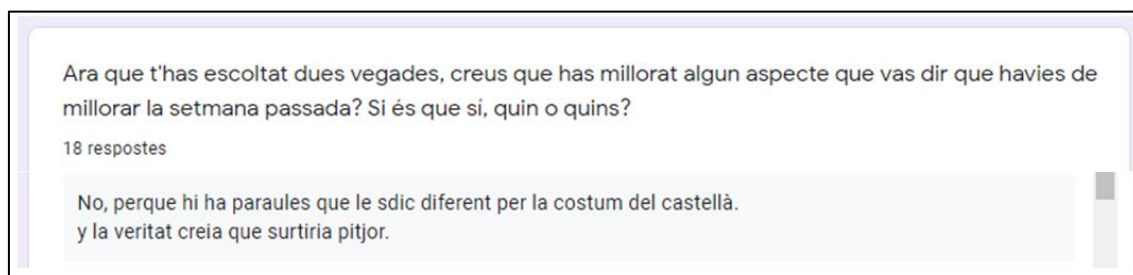 Ara que t'has escoltat dues vegades, creus que has millorat algun aspecte que vas dir que havies de
millorar la setmana passada? Si és que sí, quin o quins?
18 respostes
No, perque hi ha paraules que le sdic diferent per la costum del castellà.
y la veritat creia que surtiria pitjor.